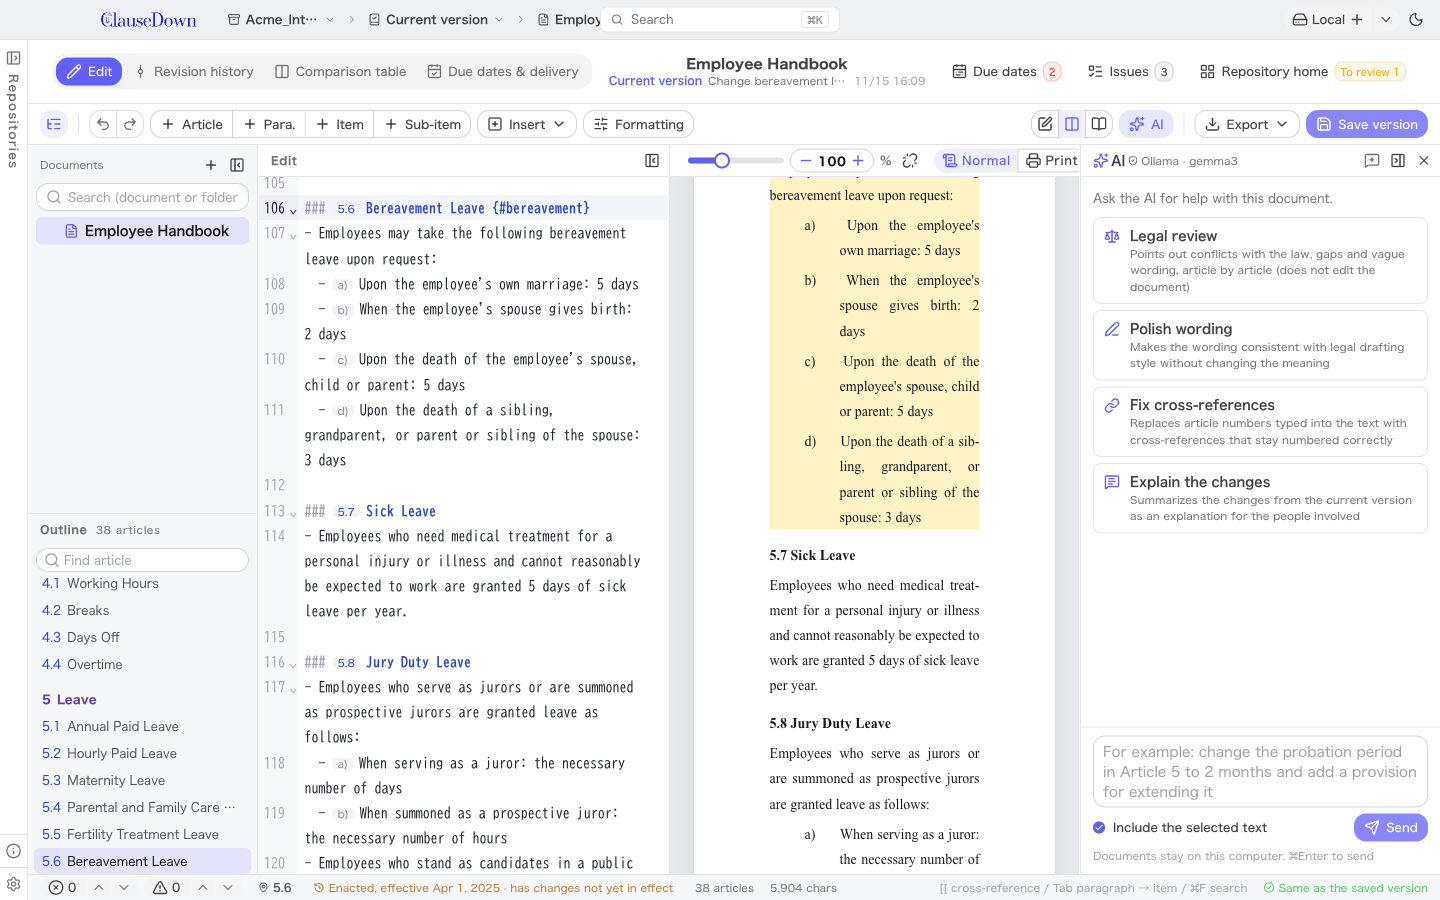 ClauseDown
Acme_Int···
Current version
Employ
Search
⌘K
Local
Repositories
Edit
Revision history
Comparison table
Due dates & delivery
Employee Handbook
Current version Change bereavement l··· 11/15 16:09
Due dates 2
Issues 3
Repository home To review 1
+ Article
+ Para.
+ Item
+ Sub-item
Insert
Formatting
AI
Export
Save version
Documents
Search (document or folder
Employee Handbook
Outline 38 articles
Find article
4.1 Working Hours
4.2 Breaks
4.3 Days Off
4.4 Overtime
5 Leave
5.1 Annual Paid Leave
5.2 Hourly Paid Leave
5.3 Maternity Leave
5.4 Parental and Family Care ···
5.5 Fertility Treatment Leave
5.6 Bereavement Leave
Edit
105
106 ### 5.6 Bereavement Leave {#bereavement}
107 - Employees may take the following bereavement
leave upon request:
108 - a) Upon the employee's own marriage: 5 days
109 - b) When the employee's spouse gives birth:
2 days
110 - c) Upon the death of the employee's spouse,
child or parent: 5 days
111 - d) Upon the death of a sibling,
grandparent, or parent or sibling of the spouse:
3 days
112
113 ### 5.7 Sick Leave
114 - Employees who need medical treatment for a
personal injury or illness and cannot reasonably
be expected to work are granted 5 days of sick
leave per year.
115
116 ### 5.8 Jury Duty Leave
117 - Employees who serve as jurors or are summoned
as prospective jurors are granted leave as
follows:
118 - a) When serving as a juror: the necessary
number of days
119 - b) When summoned as a prospective juror:
the necessary number of hours
120 - Employees who stand as candidates in a public
− 100 + %
Normal
Print
bereavement leave upon request:
a) Upon the employee's
own marriage: 5 days
b) When the employee's
spouse gives birth: 2
days
c) Upon the death of the
employee's spouse, child
or parent: 5 days
d) Upon the death of a sib-
ling, grandparent, or
parent or sibling of the
spouse: 3 days
5.7 Sick Leave
Employees who need medical treat-
ment for a personal injury or illness
and cannot reasonably be expected to
work are granted 5 days of sick leave
per year.
5.8 Jury Duty Leave
Employees who serve as jurors or
are summoned as prospective jurors
are granted leave as follows:
a) When serving as a juror:
the necessary number of
AI Ollama · gemma3
Ask the AI for help with this document.
Legal review
Points out conflicts with the law, gaps and vague
wording, article by article (does not edit the
document)
Polish wording
Makes the wording consistent with legal drafting
style without changing the meaning
Fix cross-references
Replaces article numbers typed into the text with
cross-references that stay numbered correctly
Explain the changes
Summarizes the changes from the current version
as an explanation for the people involved
For example: change the probation period
in Article 5 to 2 months and add a provision
for extending it
Include the selected text
Send
Documents stay on this computer. ⌘Enter to send
0
0
5.6
Enacted, effective Apr 1, 2025 · has changes not yet in effect
38 articles
5,904 chars
[[ cross-reference / Tab paragraph → item / ⌘F search
Same as the saved version